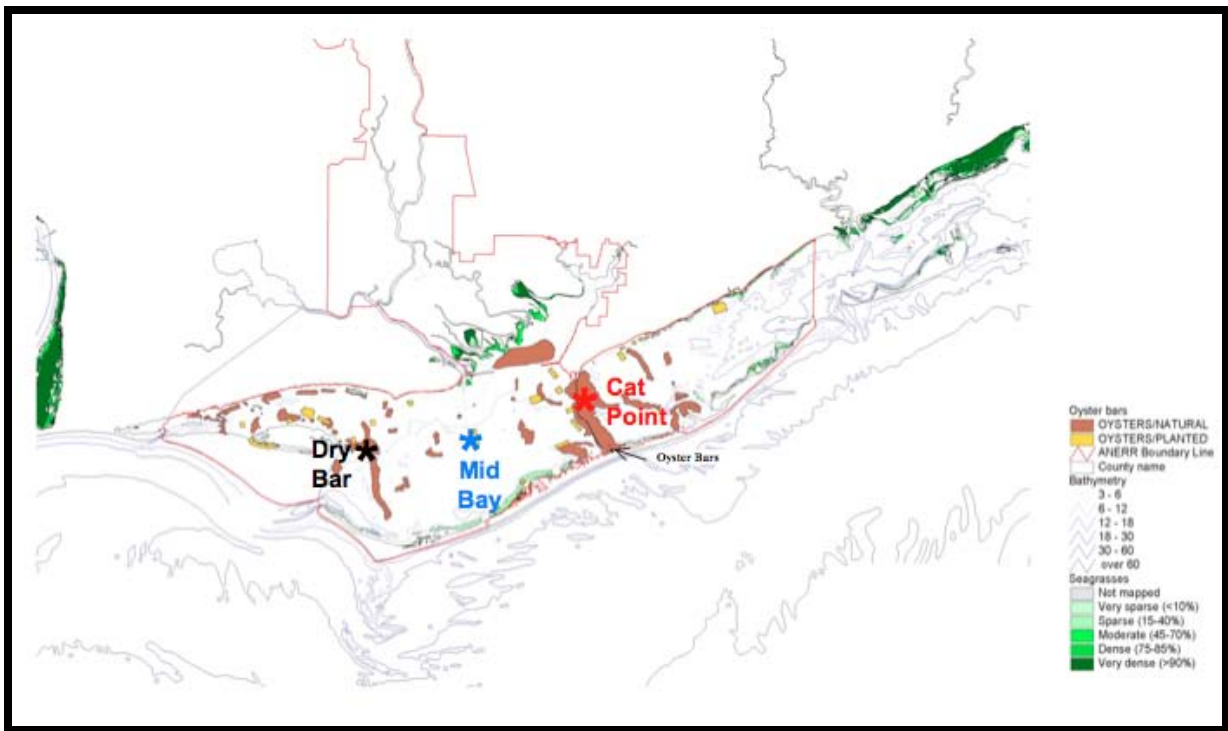 Cat
Point
Dry
Bar
Mid
Bay
Oyster Bars
Oyster bars
OYSTERS/NATURAL
OYSTERS/PLANTED
ANERR Boundary Line
County name
Bathymetry
3 - 6
6 - 12
12 - 18
18 - 30
30 - 60
over 60
Seagrasses
Not mapped
Very sparse (<10%)
Sparse (15-40%)
Moderate (45-70%)
Dense (75-85%)
Very dense (>90%)